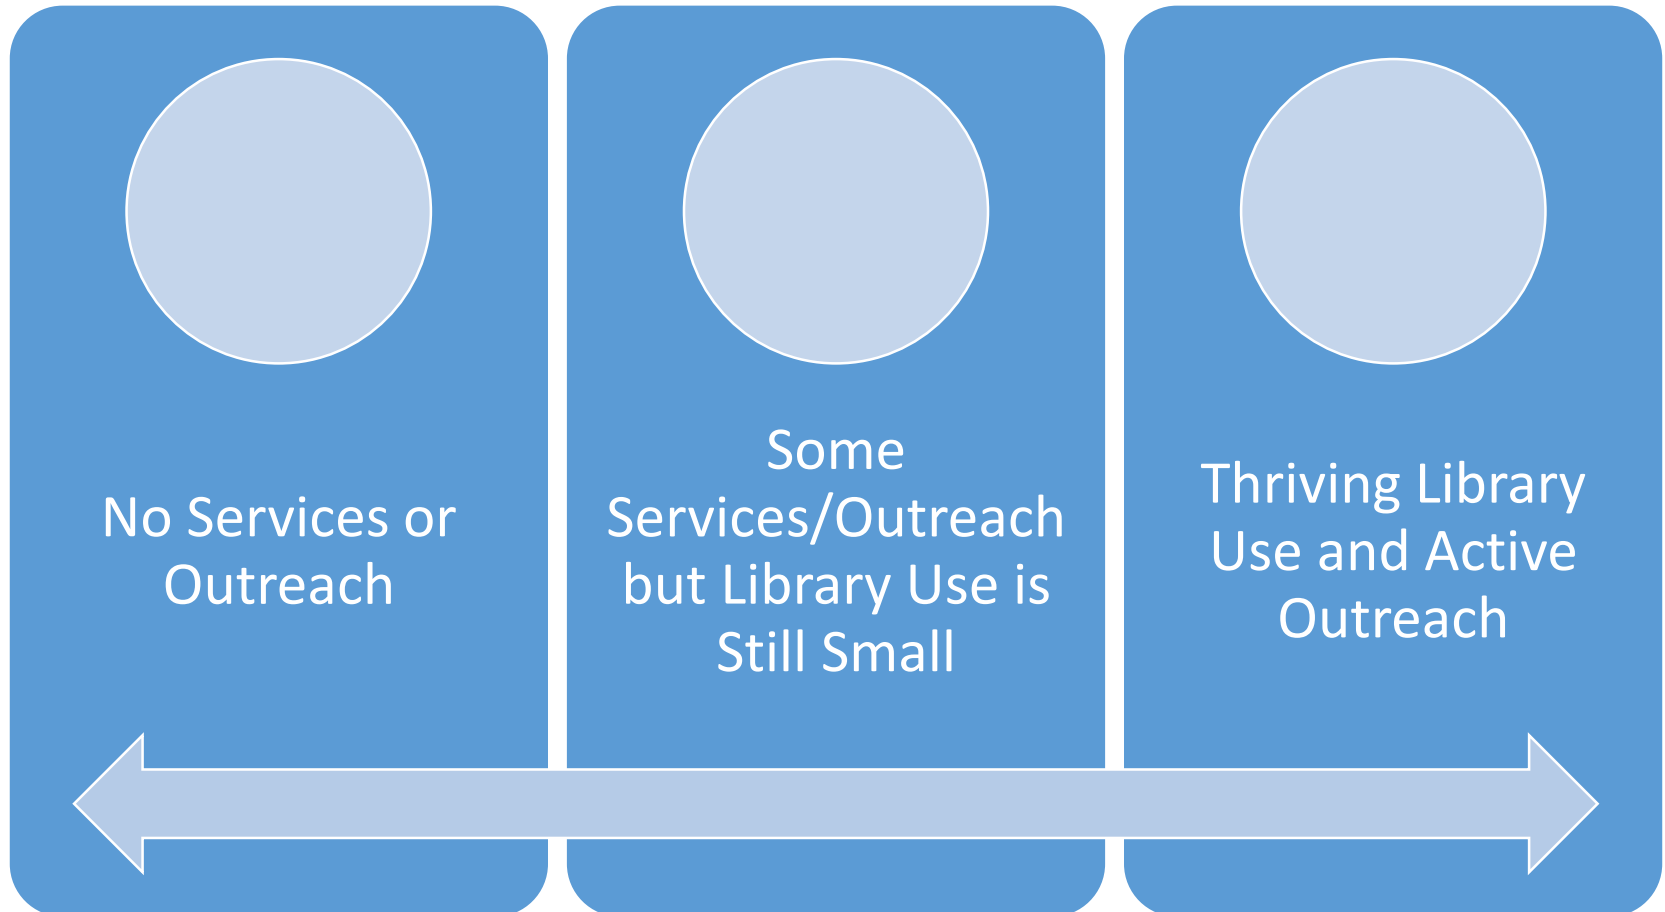 No Services or
Outreach
Some
Services/Outreach
but Library Use is
Still Small
Thriving Library
Use and Active
Outreach